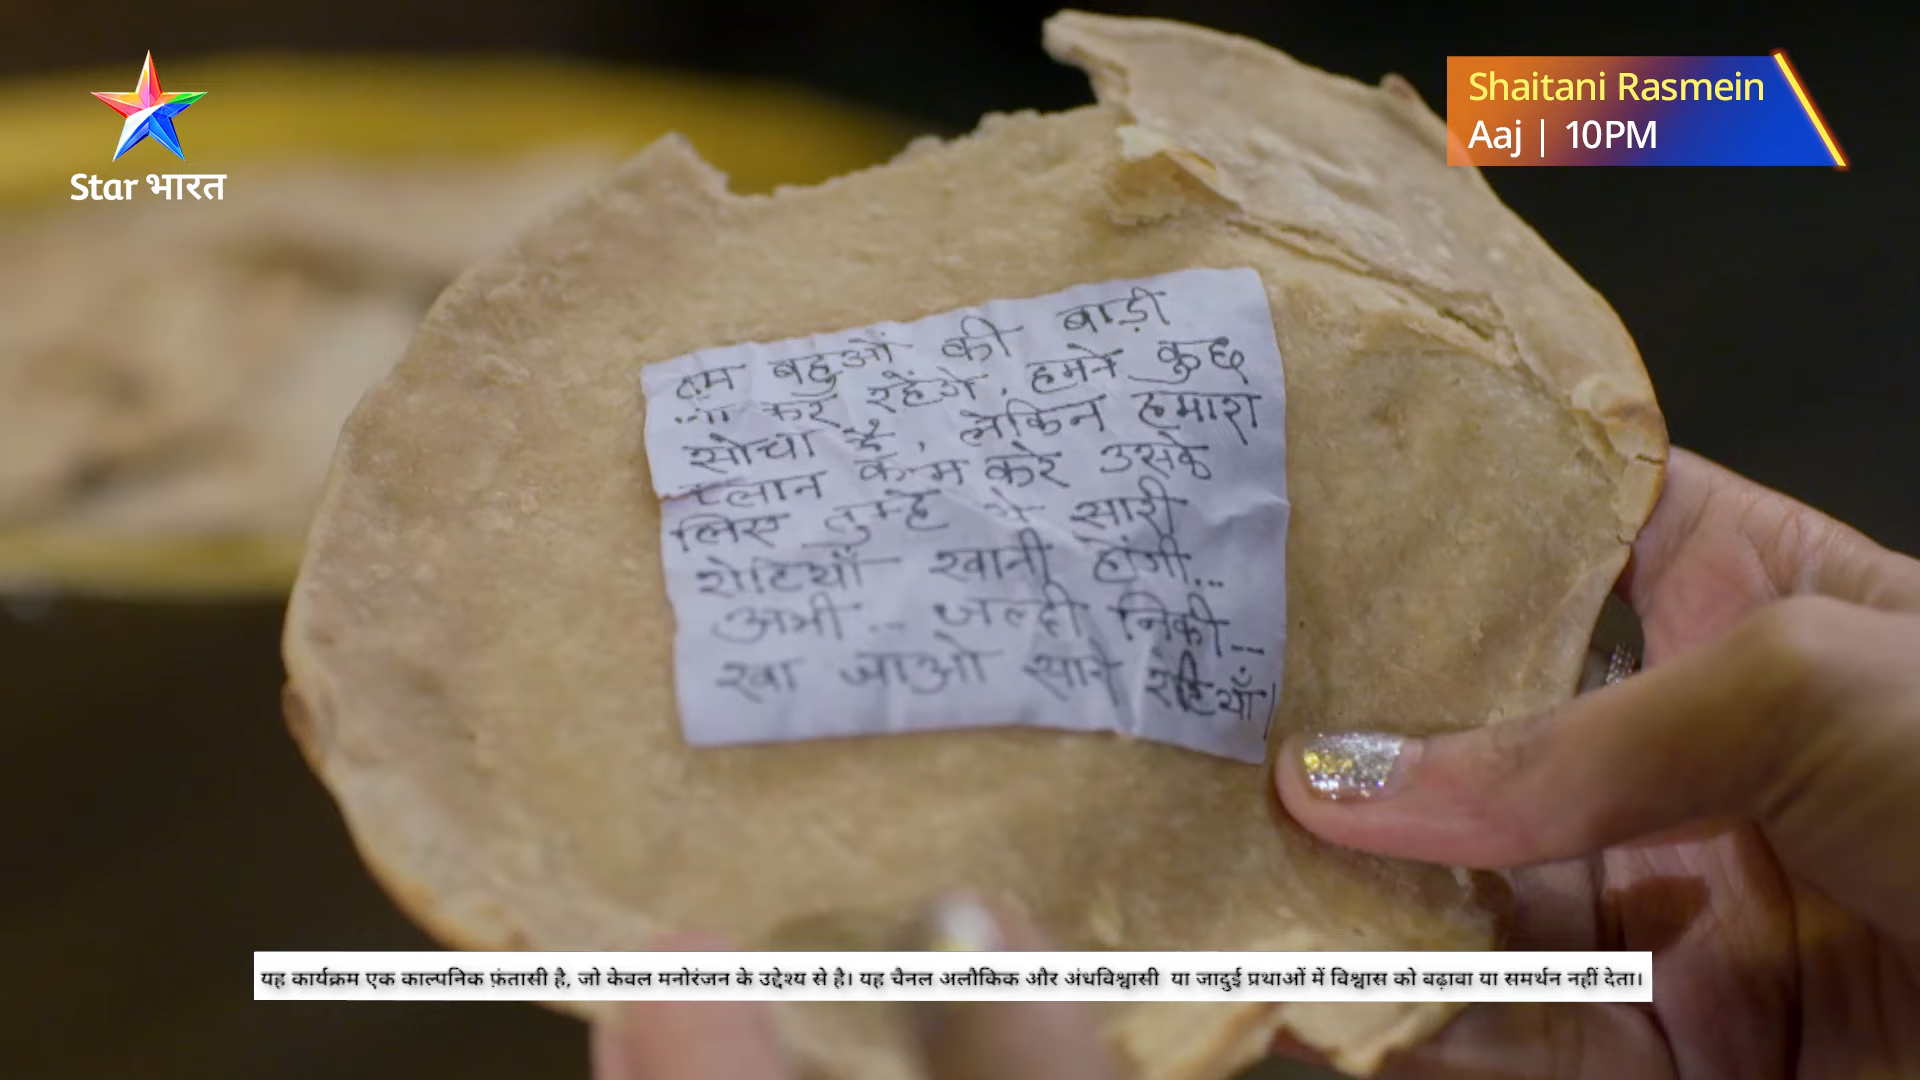 Star भारत
Shaitani Rasmein
Aaj | 10PM
हम बहुओं की बाड़ी
कर रहेंगे, हमने कुछ
सोचा है, लेकिन हमारा
प्लान काम करे उसके
लिए तुम्हे ये सारी
रोटियाँ खानी होंगी...
अभी.. जल्दी निकी...
खा जाओ सारी रोटियाँ।
यह कार्यक्रम एक काल्पनिक फ़ंतासी है, जो केवल मनोरंजन के उद्देश्य से है। यह चैनल अलौकिक और अंधविश्वासी या जादुई प्रथाओं में विश्वास को बढ़ावा या समर्थन नहीं देता।